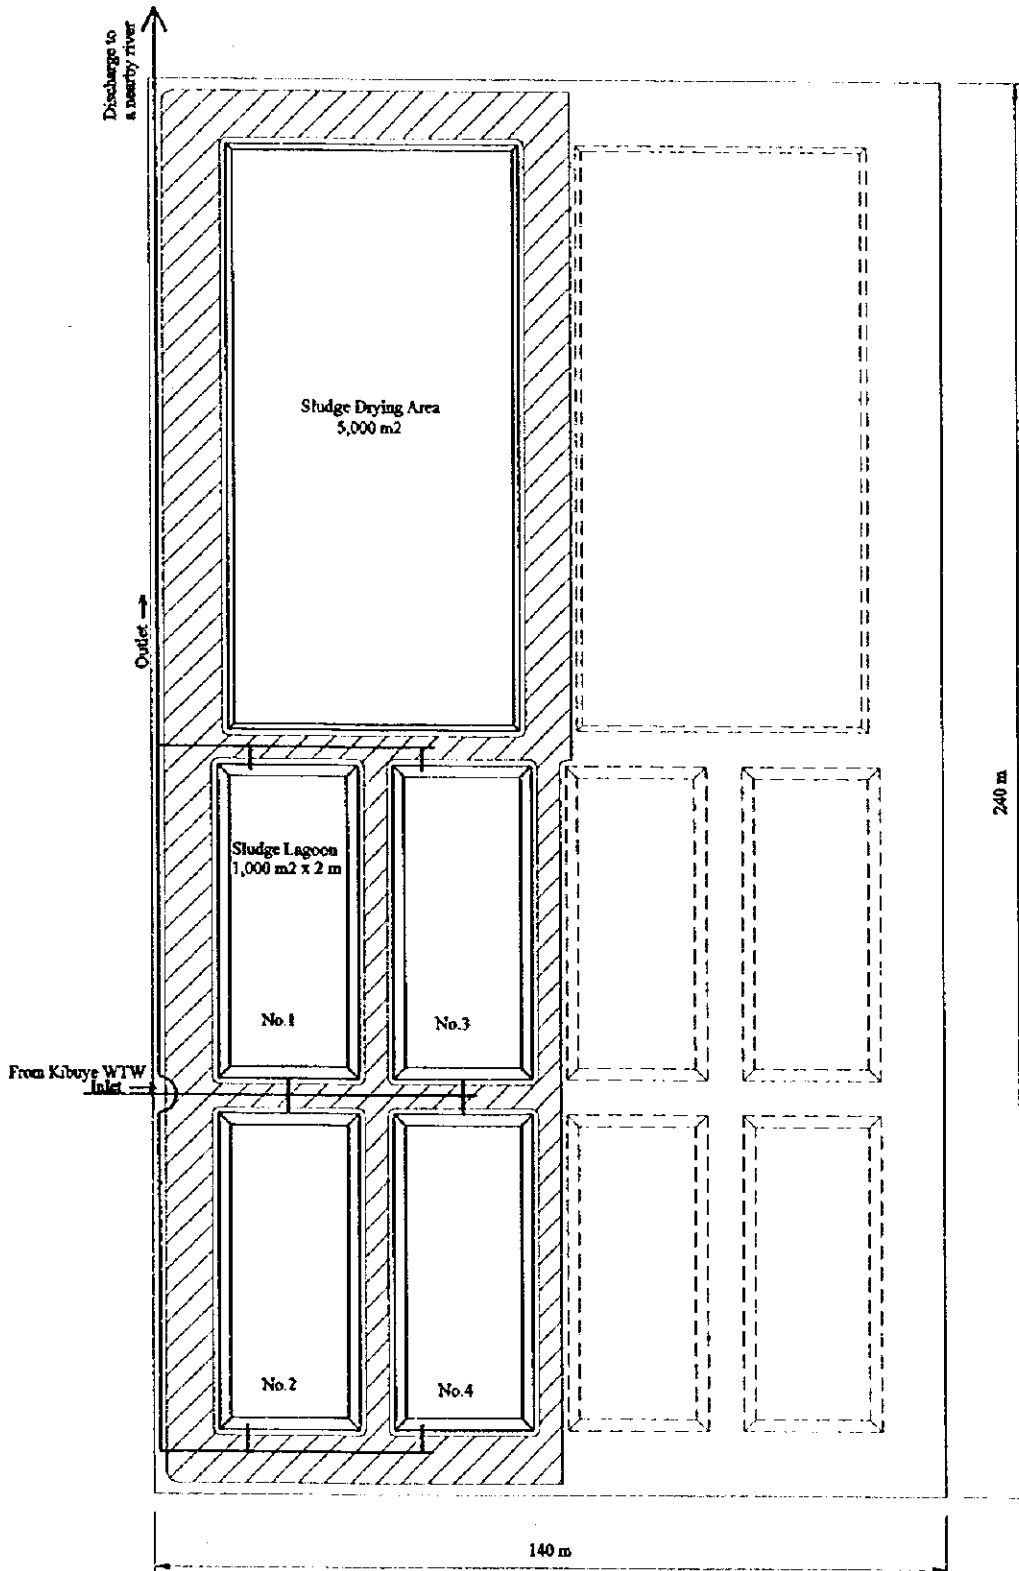 Discharge to
a nearby river
Sludge Drying Area
5,000 m2
Outlet
240 m
Sludge Lagoon
1,000 m2 x 2 m
No.1
No.3
From Kibuye WTW
Inlet
No.2
No.4
140 m